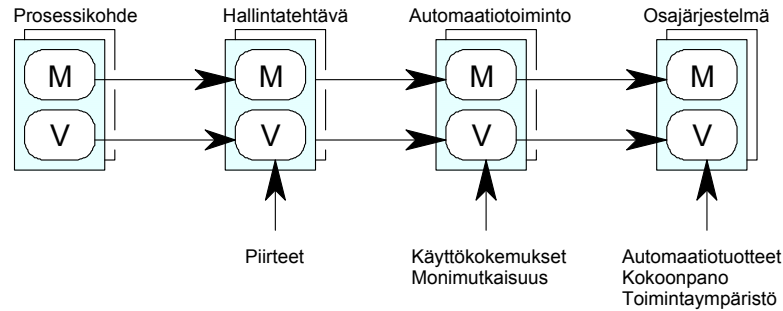 Prosessikohde
Hallintatehtävä
Automaatiotoiminto
Osajärjestelmä
M
M
M
M
V
V
V
V
Piirteet
Käyttökokemukset
Monimutkaisuus
Automaatiotuotteet
Kokoonpano
Toimintaympäristö